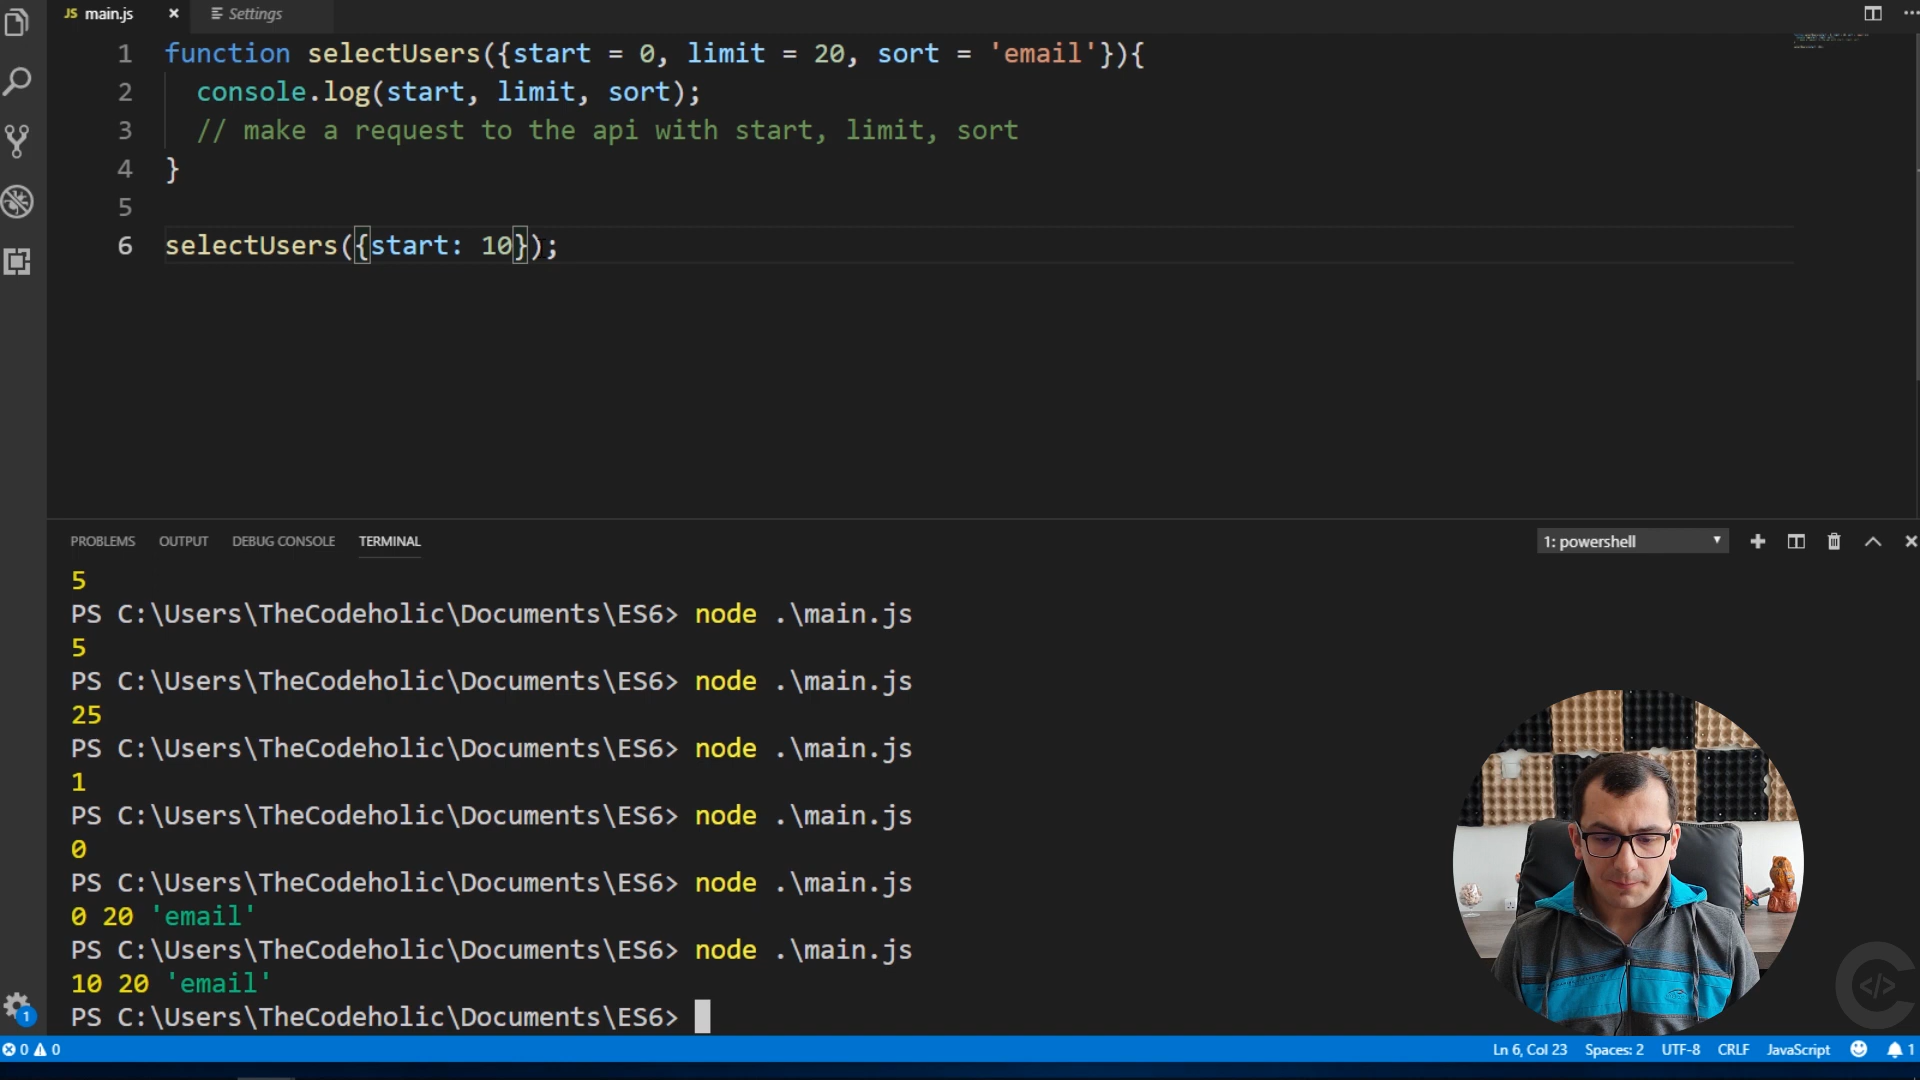 JS main.js × Settings
1 function selectUsers({start = 0, limit = 20, sort = 'email'}){
2 console.log(start, limit, sort);
3 // make a request to the api with start, limit, sort
4 }
5
6 selectUsers({start: 10});
PROBLEMS OUTPUT DEBUG CONSOLE TERMINAL 1: powershell
5
PS C:\Users\TheCodeholic\Documents\ES6> node .\main.js
5
PS C:\Users\TheCodeholic\Documents\ES6> node .\main.js
25
PS C:\Users\TheCodeholic\Documents\ES6> node .\main.js
1
PS C:\Users\TheCodeholic\Documents\ES6> node .\main.js
0
PS C:\Users\TheCodeholic\Documents\ES6> node .\main.js
0 20 'email'
PS C:\Users\TheCodeholic\Documents\ES6> node .\main.js
10 20 'email'
PS C:\Users\TheCodeholic\Documents\ES6>
1
0 0 Ln 6, Col 23 Spaces: 2 UTF-8 CRLF JavaScript 1